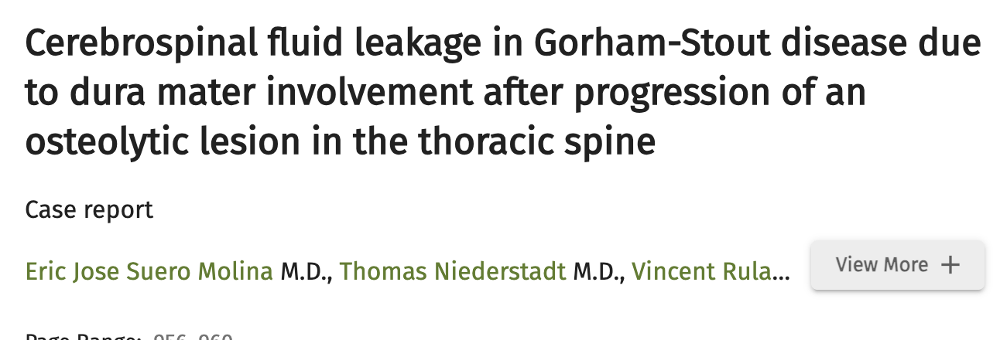 Cerebrospinal fluid leakage in Gorham-Stout disease due
to dura mater involvement after progression of an
osteolytic lesion in the thoracic spine
Case report
Eric Jose Suero Molina M.D., Thomas Niederstadt M.D., Vincent Rula...
View More +
Page Range: 956–960